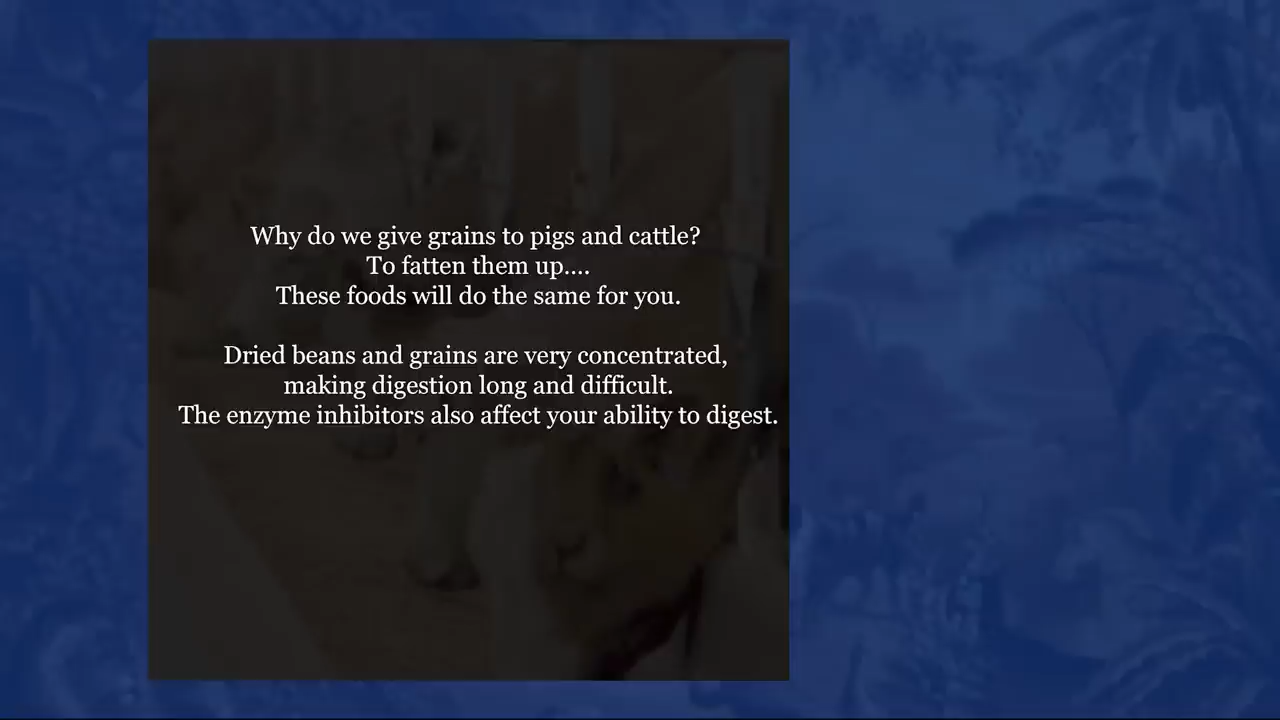 Why do we give grains to pigs and cattle?
To fatten them up....
These foods will do the same for you.
Dried beans and grains are very concentrated,
making digestion long and difficult.
The enzyme inhibitors also affect your ability to digest.